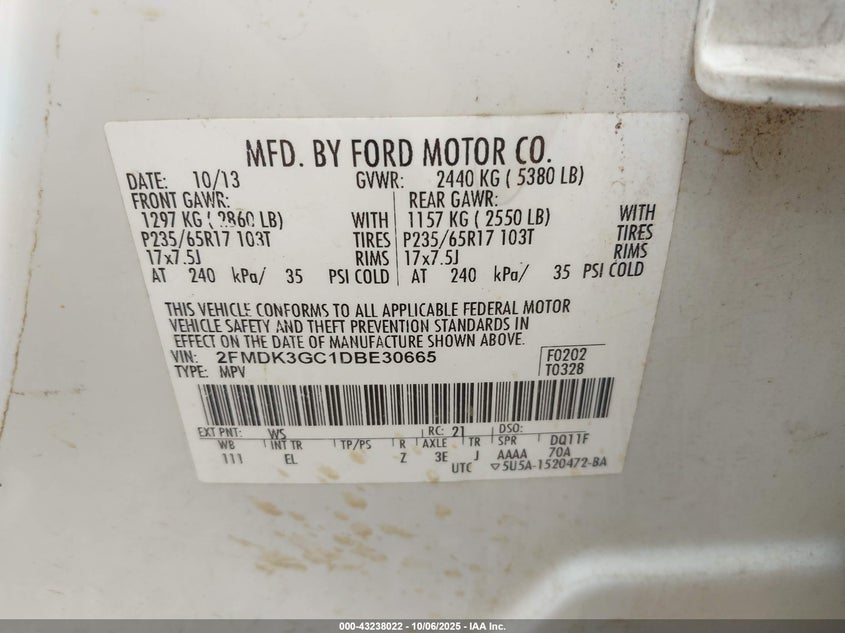 MFD. BY FORD MOTOR CO.
DATE: 10/13 GVWR: 2440 KG ( 5380 LB)
FRONT GAWR: REAR GAWR:
1297 KG ( 2860 LB) WITH 1157 KG ( 2550 LB) WITH
P235/65R17 103T TIRES P235/65R17 103T TIRES
17x7.5J RIMS 17x7.5J RIMS
AT 240 kPa/ 35 PSI COLD AT 240 kPa/ 35 PSI COLD
THIS VEHICLE CONFORMS TO ALL APPLICABLE FEDERAL MOTOR
VEHICLE SAFETY AND THEFT PREVENTION STANDARDS IN
EFFECT ON THE DATE OF MANUFACTURE SHOWN ABOVE.
VIN: 2FMDK3GC1DBE30665 F0202
TYPE: MPV T0328
EXT PNT: WS RC: 21 DSO:
WB INT TR TP/PS R AXLE TR SPR DQ11F
111 EL Z 3E J AAAA 70A
UTC ▽5U5A-1520472-BA
000-43238022 - 10/06/2025 - IAA Inc.